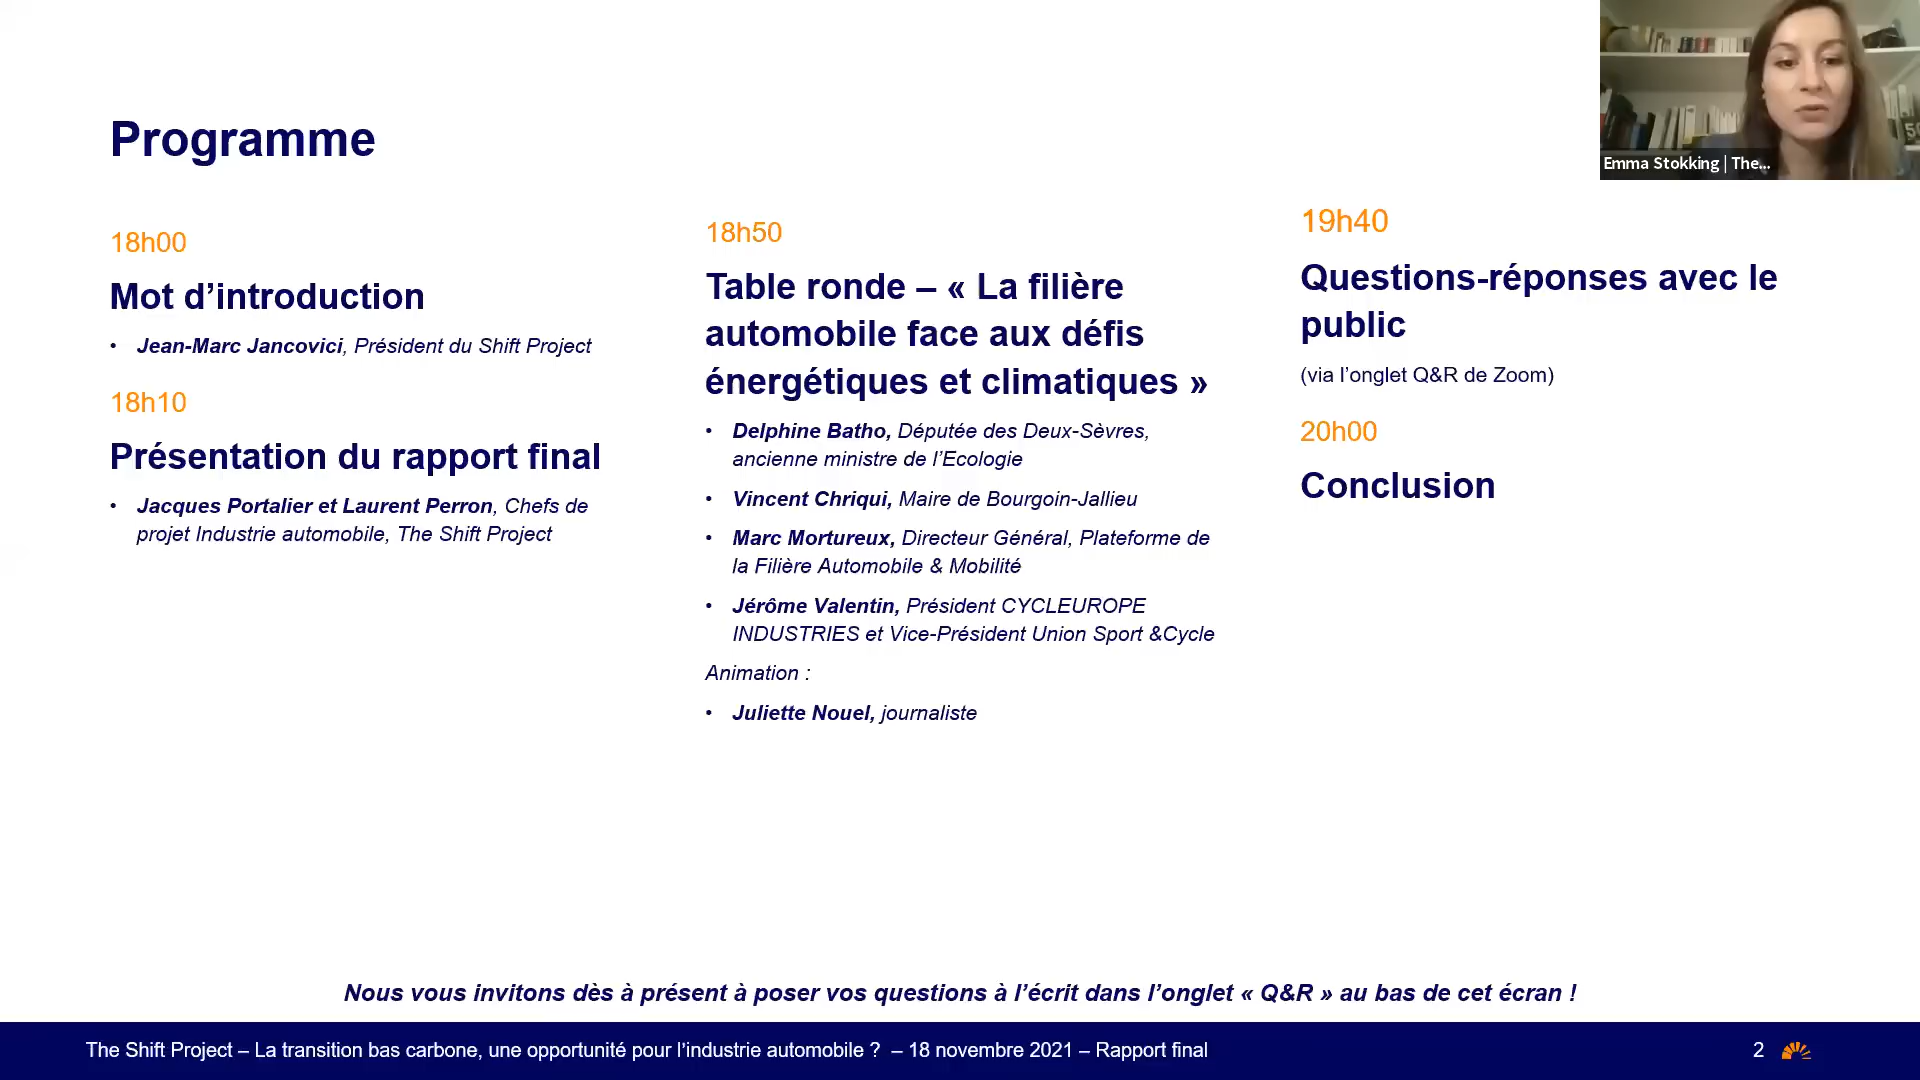 Programme
18h00
Mot d’introduction
• Jean-Marc Jancovici, Président du Shift Project
18h10
Présentation du rapport final
• Jacques Portalier et Laurent Perron, Chefs de
projet Industrie automobile, The Shift Project
18h50
Table ronde – « La filière
automobile face aux défis
énergétiques et climatiques »
• Delphine Batho, Députée des Deux-Sèvres,
ancienne ministre de l’Ecologie
• Vincent Chriqui, Maire de Bourgoin-Jallieu
• Marc Mortureux, Directeur Général, Plateforme de
la Filière Automobile & Mobilité
• Jérôme Valentin, Président CYCLEUROPE
INDUSTRIES et Vice-Président Union Sport &Cycle
Animation :
• Juliette Nouel, journaliste
19h40
Questions-réponses avec le
public
(via l’onglet Q&R de Zoom)
20h00
Conclusion
Emma Stokking | The...
Nous vous invitons dès à présent à poser vos questions à l’écrit dans l’onglet « Q&R » au bas de cet écran !
The Shift Project – La transition bas carbone, une opportunité pour l’industrie automobile ? – 18 novembre 2021 – Rapport final
2